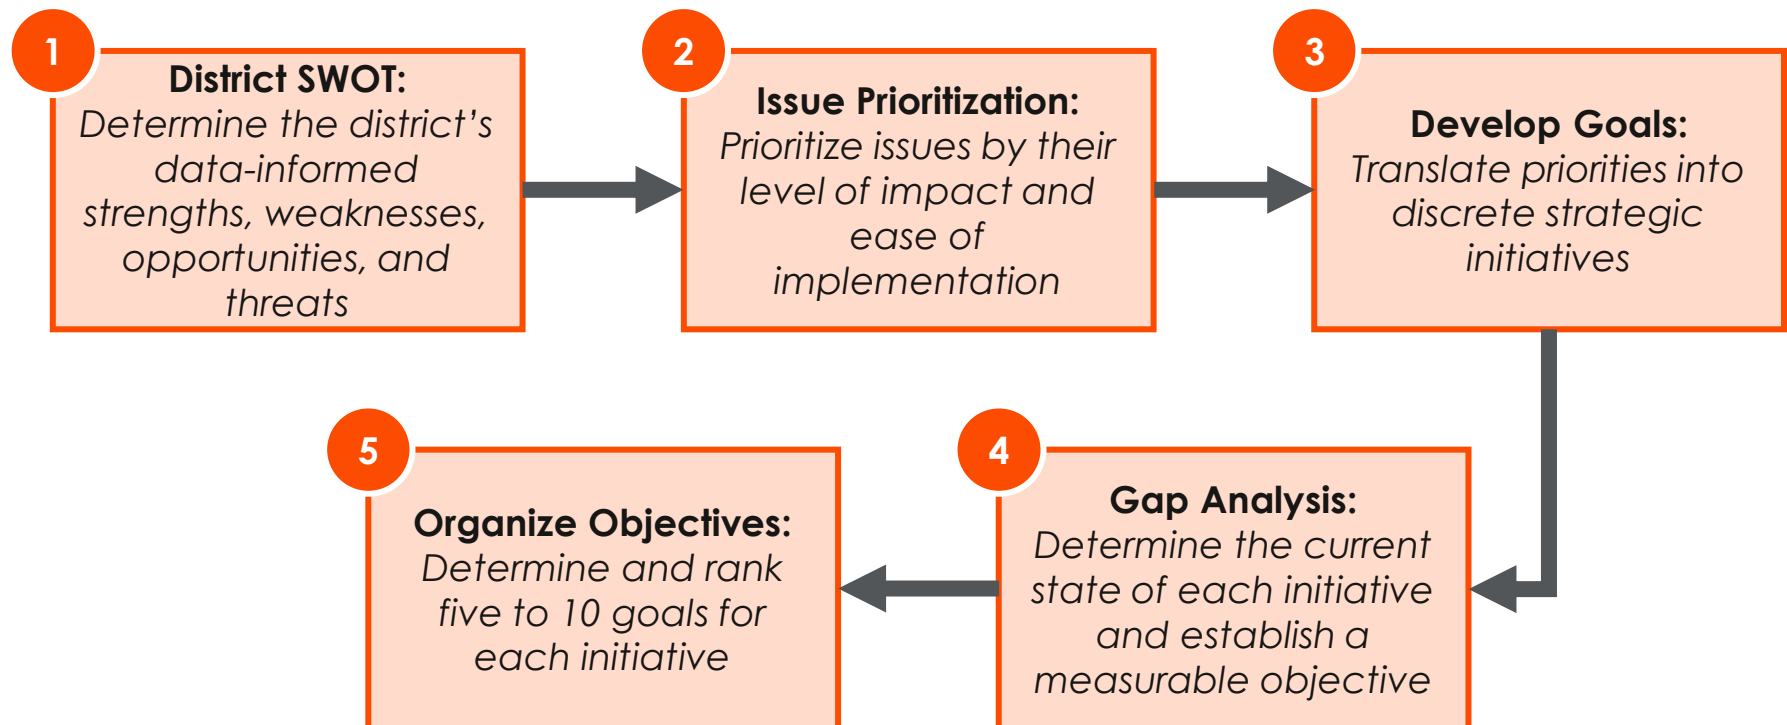 1
District SWOT:
Determine the district’s
data-informed
strengths, weaknesses,
opportunities, and
threats
2
Issue Prioritization:
Prioritize issues by their
level of impact and
ease of
implementation
3
Develop Goals:
Translate priorities into
discrete strategic
initiatives
4
Gap Analysis:
Determine the current
state of each initiative
and establish a
measurable objective
5
Organize Objectives:
Determine and rank
five to 10 goals for
each initiative